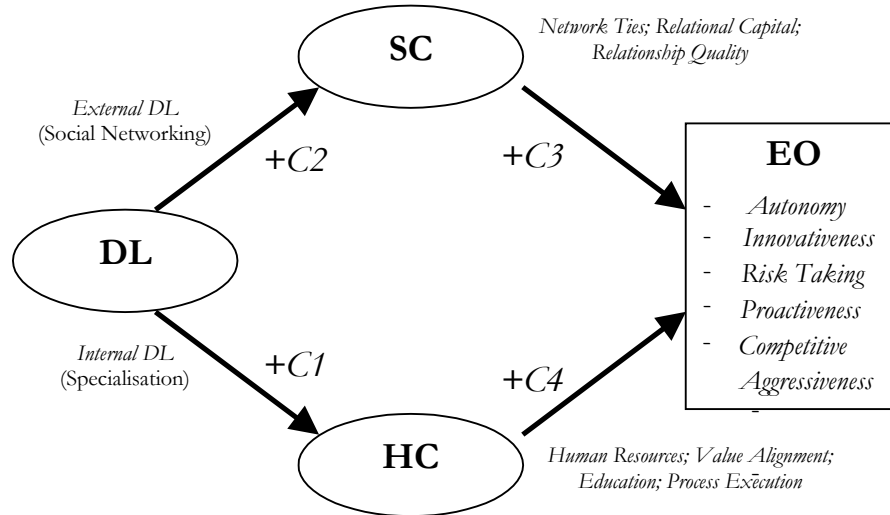 SC
Network Ties; Relational Capital;
Relationship Quality
External DL
(Social Networking)
+C2
+C3
EO
- Autonomy
- Innovativeness
- Risk Taking
- Proactiveness
- Competitive
Aggressiveness
-
DL
Internal DL
(Specialisation)
+C1
+C4
HC
Human Resources; Value Alignment;
Education; Process Execution